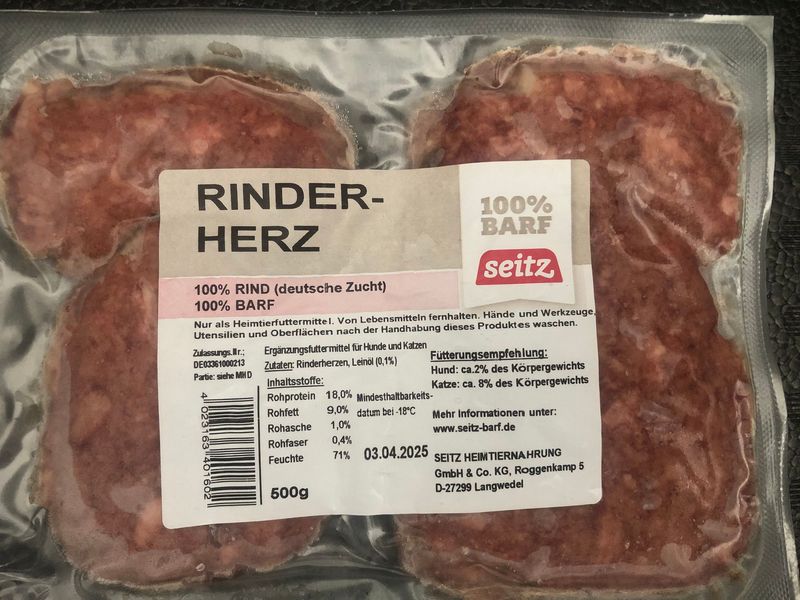 RINDER-
HERZ
100%
BARF
seitz
100% RIND (deutsche Zucht)
100% BARF
Nur als Heimtierfuttermittel. Von Lebensmitteln fernhalten. Hände und Werkzeuge,
Utensilien und Oberflächen nach der Handhabung dieses Produktes waschen.
Zulassungs.Nr.;
DE03361000213
Partie: siehe MHD
4 023163 401602
Ergänzungsfuttermittel für Hunde und Katzen
Zutaten: Rinderherzen, Leinöl (0,1%)
Inhaltsstoffe:
Rohprotein 18,0%
Rohfett 9,0%
Rohasche 1,0%
Rohfaser 0,4%
Feuchte 71%
500g
Mindesthaltbarkeits-
datum bei -18°C
03.04.2025
Fütterungsempfehlung:
Hund: ca.2% des Körpergewichts
Katze: ca. 8% des Körpergewichts
Mehr Informationen unter:
www.seitz-barf.de
SEITZ HEIMTIERNAHRUNG
GmbH & Co. KG, Roggenkamp 5
D-27299 Langwedel